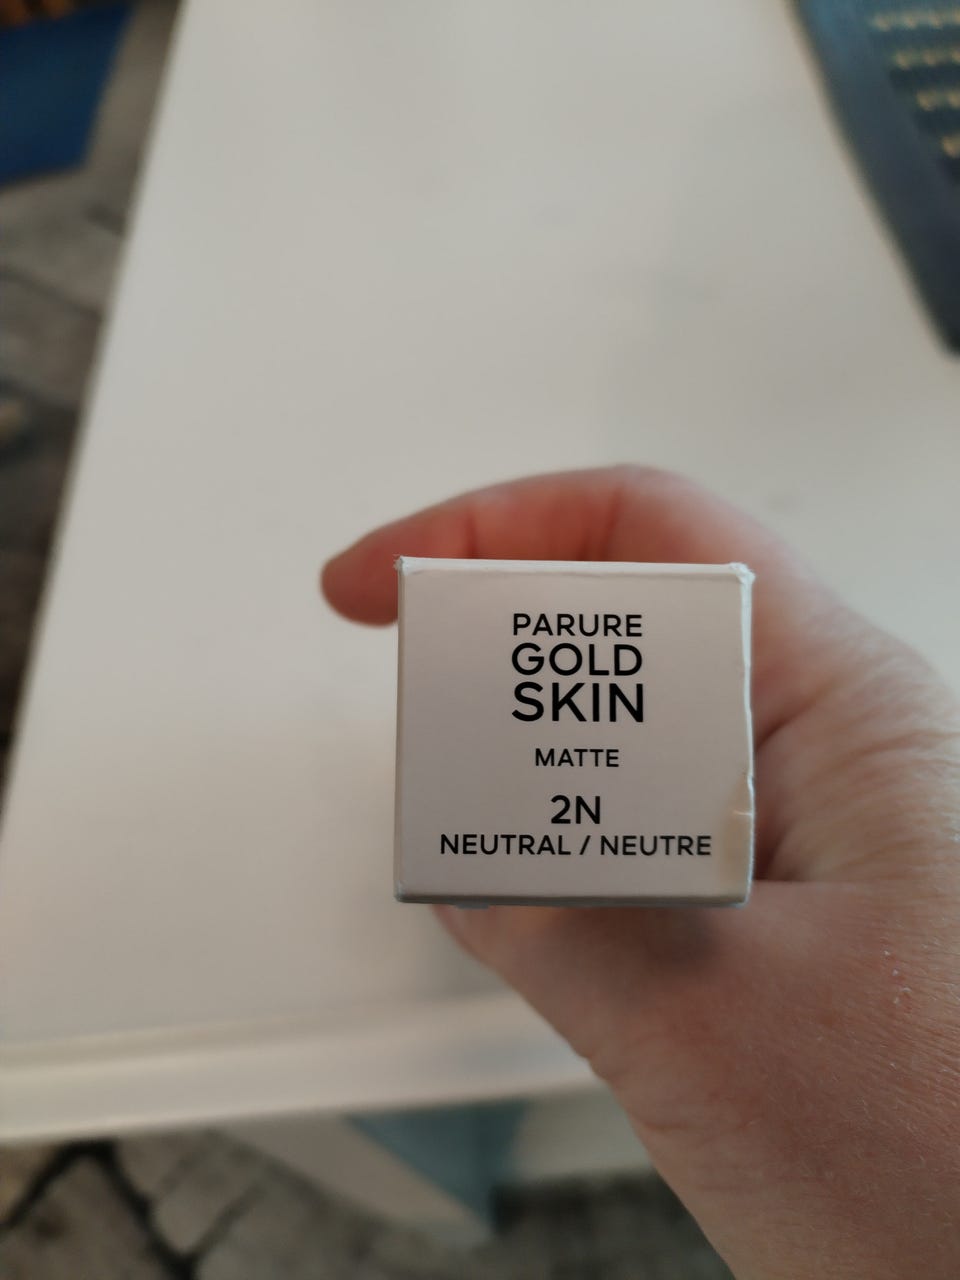 PARURE
GOLD
SKIN
MATTE
2N
NEUTRAL / NEUTRE